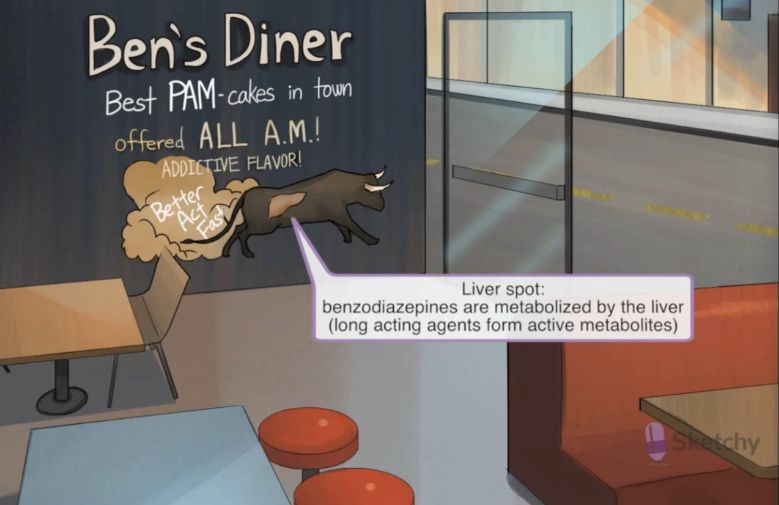 Ben's Diner
Best PAM-cakes in town
offered ALL A.M.!
ADDICTIVE FLAVOR!
Better
Act
Fast
Liver spot:
benzodiazepines are metabolized by the liver
(long acting agents form active metabolites)
Sketchy